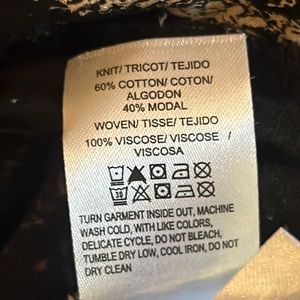 KNIT/ TRICOT/ TEJIDO
60% COTTON/ COTON/
ALGODON
40% MODAL
WOVEN/ TISSE/ TEJIDO
100% VISCOSE/ VISCOSE /
VISCOSA
TURN GARMENT INSIDE OUT, MACHINE
WASH COLD, WITH LIKE COLORS,
DELICATE CYCLE, DO NOT BLEACH,
TUMBLE DRY LOW, COOL IRON, DO NOT
DRY CLEAN